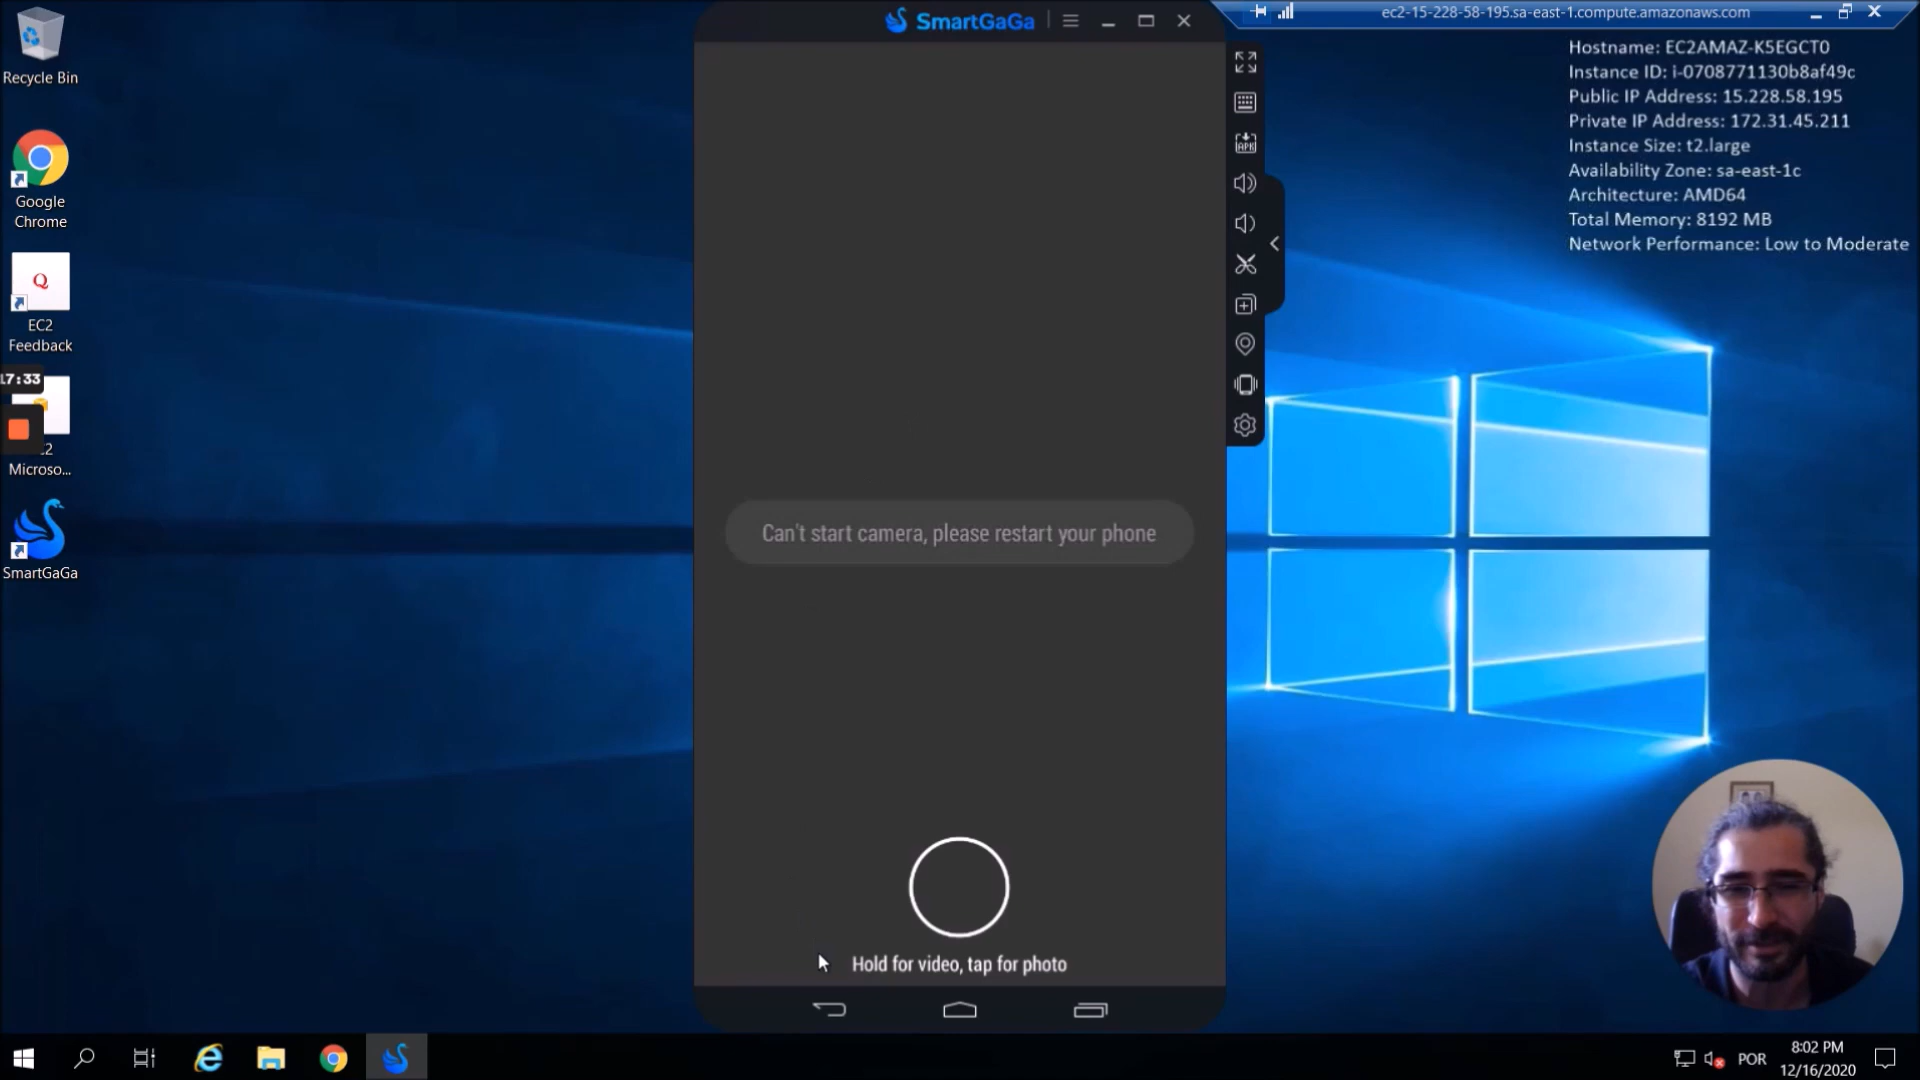 SmartGaGa
ec2-15-228-58-195.sa-east-1.compute.amazonaws.com
Hostname: EC2AMAZ-K5EGCT0
Instance ID: i-0708771130b8af49c
Public IP Address: 15.228.58.195
Private IP Address: 172.31.45.211
Instance Size: t2.large
Availability Zone: sa-east-1c
Architecture: AMD64
Total Memory: 8192 MB
Network Performance: Low to Moderate
Recycle Bin
Google
Chrome
Q
EC2
Feedback
17:33
Microso...
SmartGaGa
APK
Can't start camera, please restart your phone
Hold for video, tap for photo
POR
8:02 PM
12/16/2020